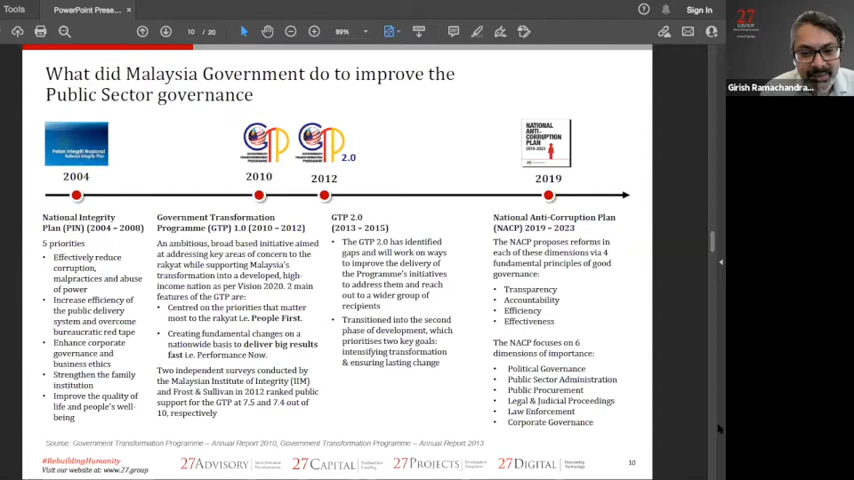 Tools
PowerPoint Prese...
×
Sign In
10 / 20
99%
27
GROUP
Girish Ramachandra...
What did Malaysia Government do to improve the
Public Sector governance
Pelan Integriti Nasional
National Integrity Plan
GTP
GTP
2.0
NATIONAL
ANTI-
CORRUPTION
PLAN
2019-2023
2004
2010
2012
2019
National Integrity
Plan (PIN) (2004 – 2008)
5 priorities
• Effectively reduce
corruption,
malpractices and abuse
of power
• Increase efficiency of
the public delivery
system and overcome
bureaucratic red tape
• Enhance corporate
governance and
business ethics
• Strengthen the family
institution
• Improve the quality of
life and people's well-
being
Government Transformation
Programme (GTP) 1.0 (2010 – 2012)
An ambitious, broad based initiative aimed
at addressing key areas of concern to the
rakyat while supporting Malaysia's
transformation into a developed, high-
income nation as per Vision 2020. 2 main
features of the GTP are:
• Centred on the priorities that matter
most to the rakyat i.e. People First.
• Creating fundamental changes on a
nationwide basis to deliver big results
fast i.e. Performance Now.
Two independent surveys conducted by
the Malaysian Institute of Integrity (IIM)
and Frost & Sullivan in 2012 ranked public
support for the GTP at 7.5 and 7.4 out of
10, respectively
GTP 2.0
(2013 – 2015)
• The GTP 2.0 has identified
gaps and will work on ways
to improve the delivery of
the Programme's initiatives
to address them and reach
out to a wider group of
recipients
• Transitioned into the second
phase of development, which
prioritises two key goals:
intensifying transformation
& ensuring lasting change
National Anti-Corruption Plan
(NACP) 2019 – 2023
The NACP proposes reforms in
each of these dimensions via 4
fundamental principles of good
governance:
• Transparency
• Accountability
• Efficiency
• Effectiveness
The NACP focuses on 6
dimensions of importance:
• Political Governance
• Public Sector Administration
• Public Procurement
• Legal & Judicial Proceedings
• Law Enforcement
• Corporate Governance
Source: Government Transformation Programme – Annual Report 2010, Government Transformation Programme – Annual Report 2013
#RebuildingHumanity
Visit our website at: www.27.group
27ADVISORY
27CAPITAL
27PROJECTS
27DIGITAL
10